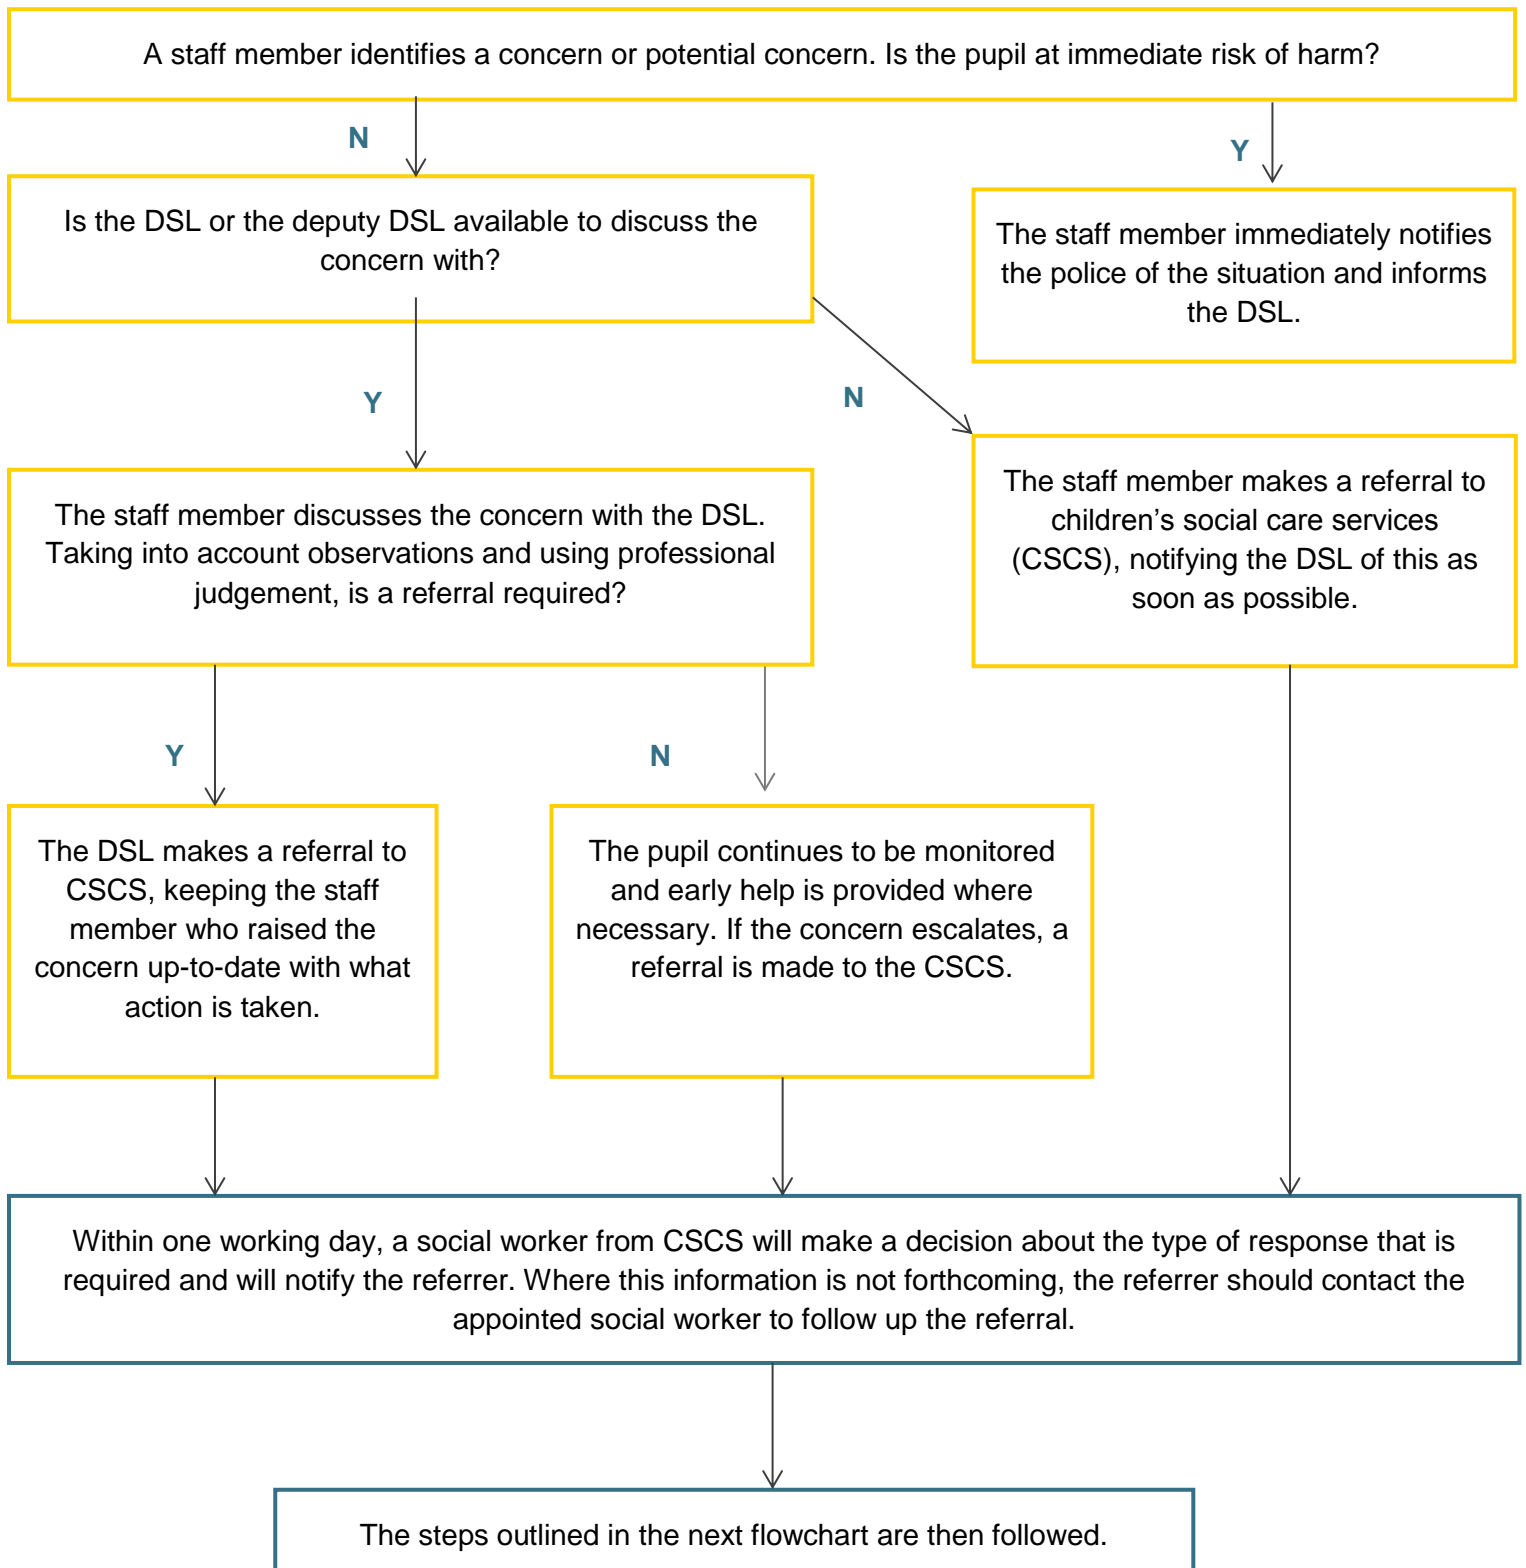 A staff member identifies a concern or potential concern. Is the pupil at immediate risk of harm?
N
Y
Is the DSL or the deputy DSL available to discuss the
concern with?
The staff member immediately notifies
the police of the situation and informs
the DSL.
Y
N
The staff member discusses the concern with the DSL.
Taking into account observations and using professional
judgement, is a referral required?
The staff member makes a referral to
children’s social care services
(CSCS), notifying the DSL of this as
soon as possible.
Y
N
The DSL makes a referral to
CSCS, keeping the staff
member who raised the
concern up-to-date with what
action is taken.
The pupil continues to be monitored
and early help is provided where
necessary. If the concern escalates, a
referral is made to the CSCS.
Within one working day, a social worker from CSCS will make a decision about the type of response that is
required and will notify the referrer. Where this information is not forthcoming, the referrer should contact the
appointed social worker to follow up the referral.
The steps outlined in the next flowchart are then followed.